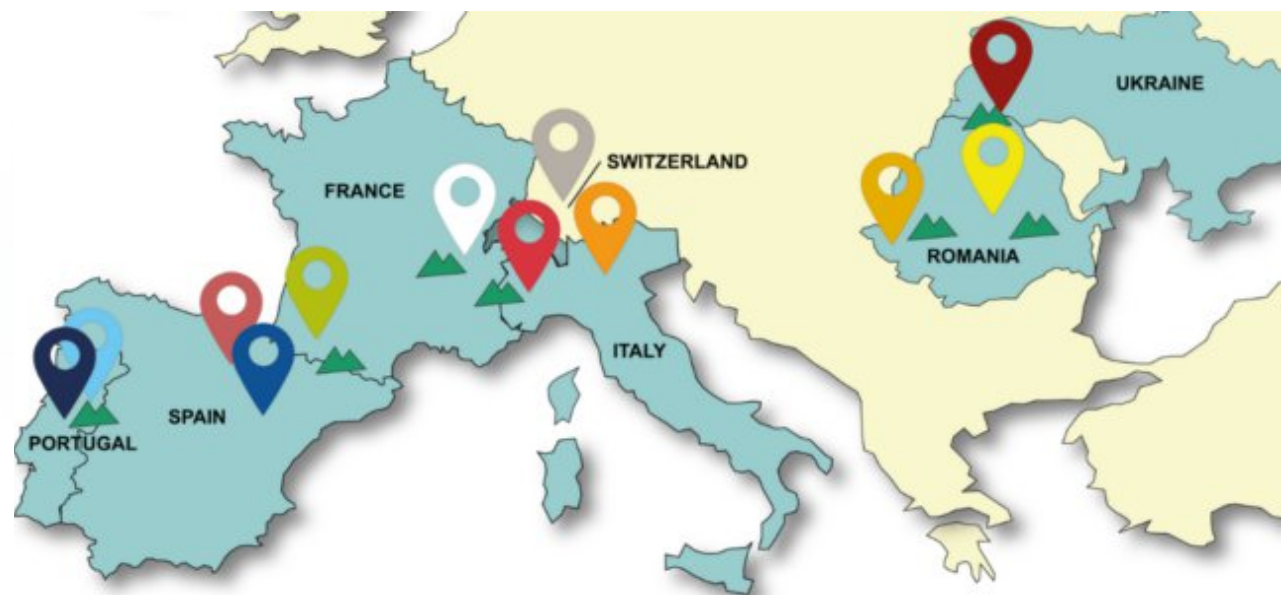 UKRAINE
SWITZERLAND
FRANCE
ROMANIA
ITALY
SPAIN
PORTUGAL